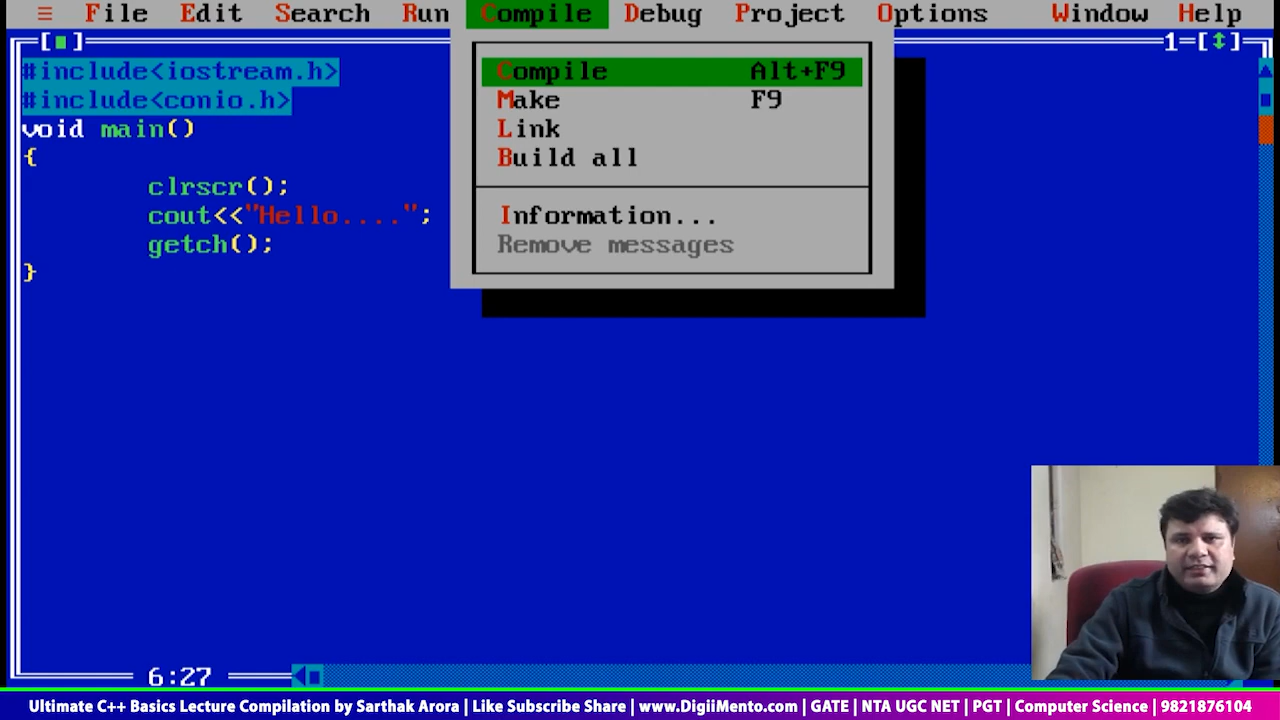 ≡ File Edit Search Run Compile Debug Project Options Window Help
[■] 1=[↕]
#include<iostream.h>
#include<conio.h>
void main()
{
clrscr();
cout<<"Hello....";
getch();
}
Compile Alt+F9
Make F9
Link
Build all
Information...
Remove messages
6:27
Ultimate C++ Basics Lecture Compilation by Sarthak Arora | Like Subscribe Share | www.DigiiMento.com | GATE | NTA UGC NET | PGT | Computer Science | 9821876104